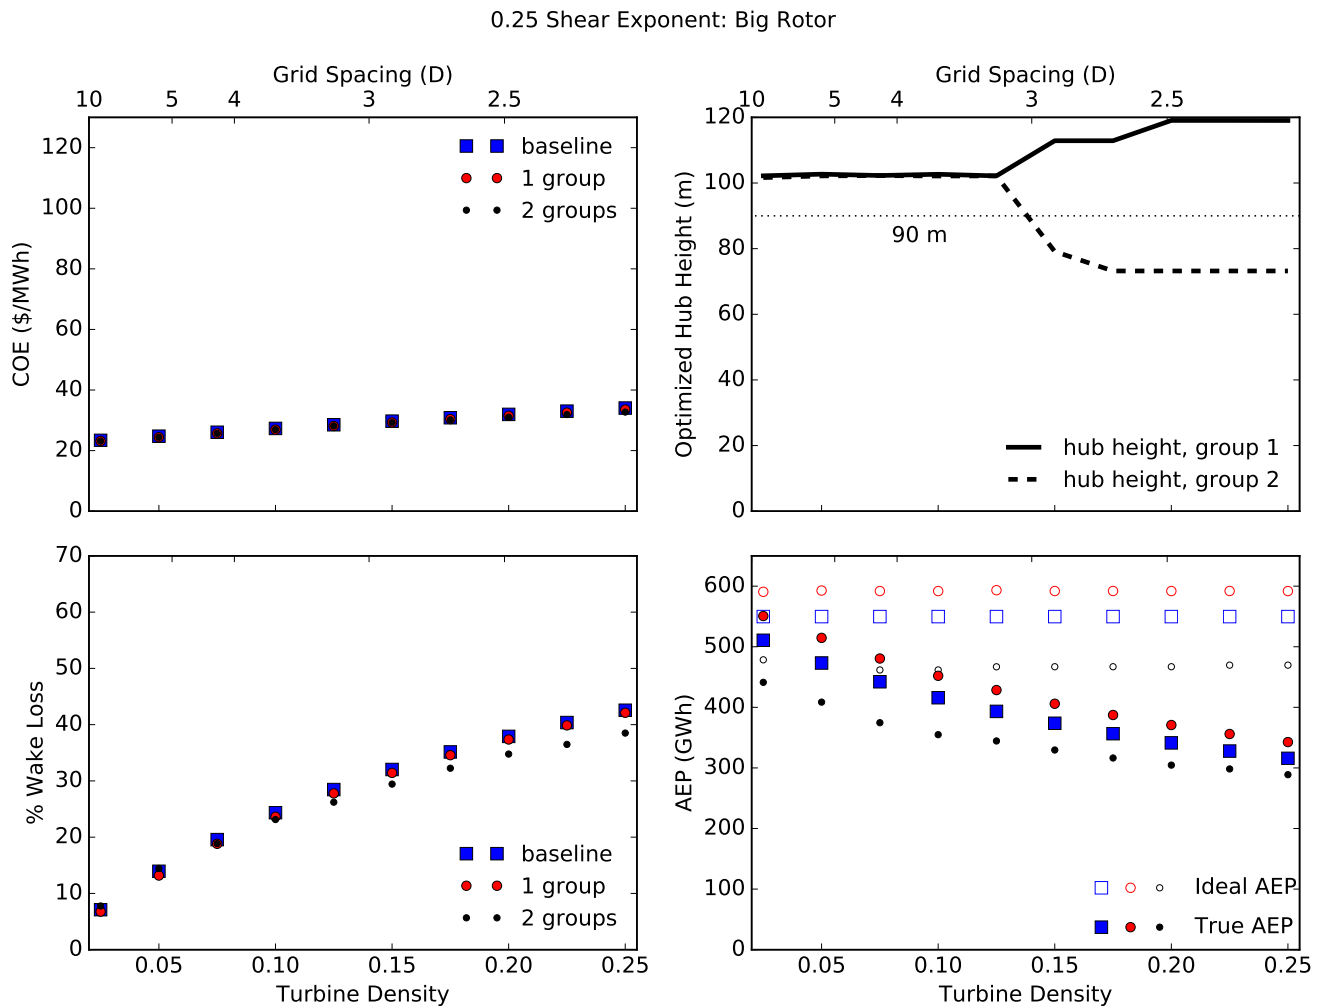 0.25 Shear Exponent: Big Rotor
Grid Spacing (D)
10 5 4 3 2.5
120
100
80
60
40
20
0
COE ($/MWh)
baseline
1 group
2 groups
Grid Spacing (D)
10 5 4 3 2.5
120
100
80
60
40
20
0
Optimized Hub Height (m)
90 m
hub height, group 1
hub height, group 2
70
60
50
40
30
20
10
0
% Wake Loss
baseline
1 group
2 groups
0.05 0.10 0.15 0.20 0.25
Turbine Density
600
500
400
300
200
100
0
AEP (GWh)
Ideal AEP
True AEP
0.05 0.10 0.15 0.20 0.25
Turbine Density